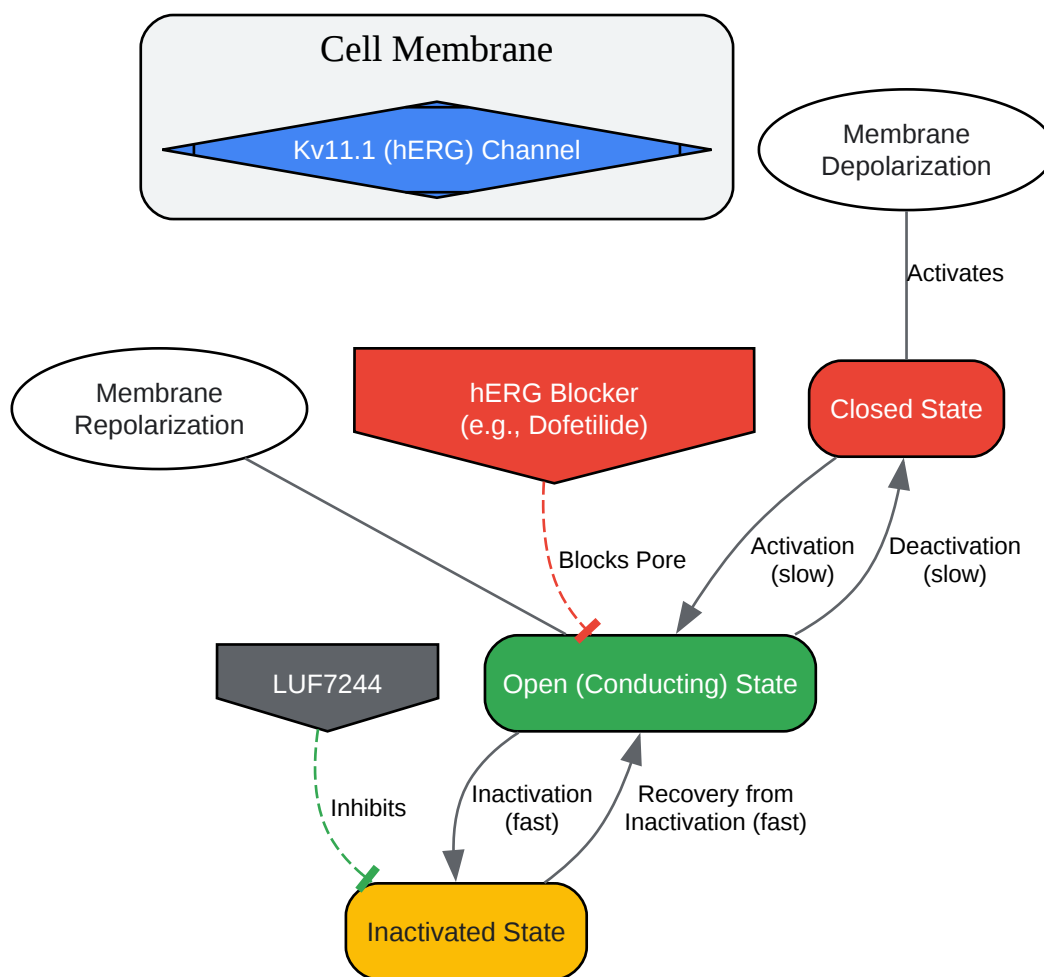 Cell Membrane
Kv11.1 (hERG) Channel
Membrane
Depolarization
Activates
Membrane
Repolarization
hERG Blocker
(e.g., Dofetilide)
Closed State
Blocks Pore
Activation
(slow)
Deactivation
(slow)
LUF7244
Open (Conducting) State
Inhibits
Inactivation
(fast)
Recovery from
Inactivation (fast)
Inactivated State